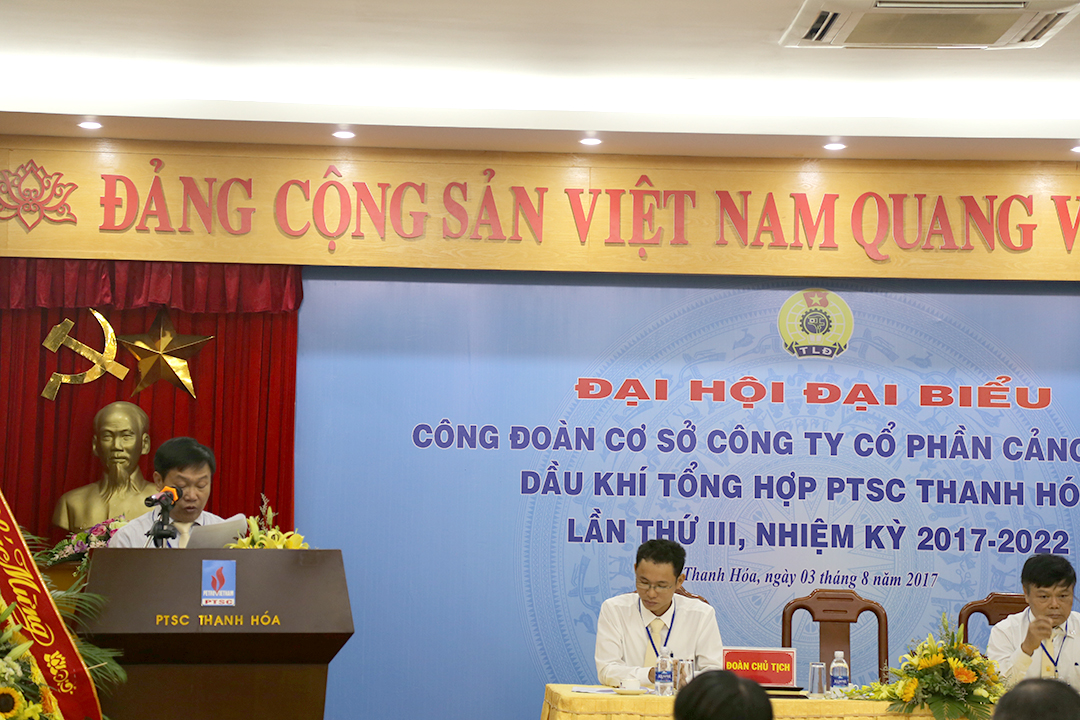 ĐẢNG CỘNG SẢN VIỆT NAM QUANG V
TLĐ
ĐẠI HỘI ĐẠI BIỂU
CÔNG ĐOÀN CƠ SỞ CÔNG TY CỔ PHẦN CẢNG
DẦU KHÍ TỔNG HỢP PTSC THANH HÓ
LẦN THỨ III, NHIỆM KỲ 2017-2022
Thanh Hóa, ngày 03 tháng 8 năm 2017
PETROVIETNAM
PTSC
PTSC THANH HÓA
ĐOÀN CHỦ TỊCH
Mừng